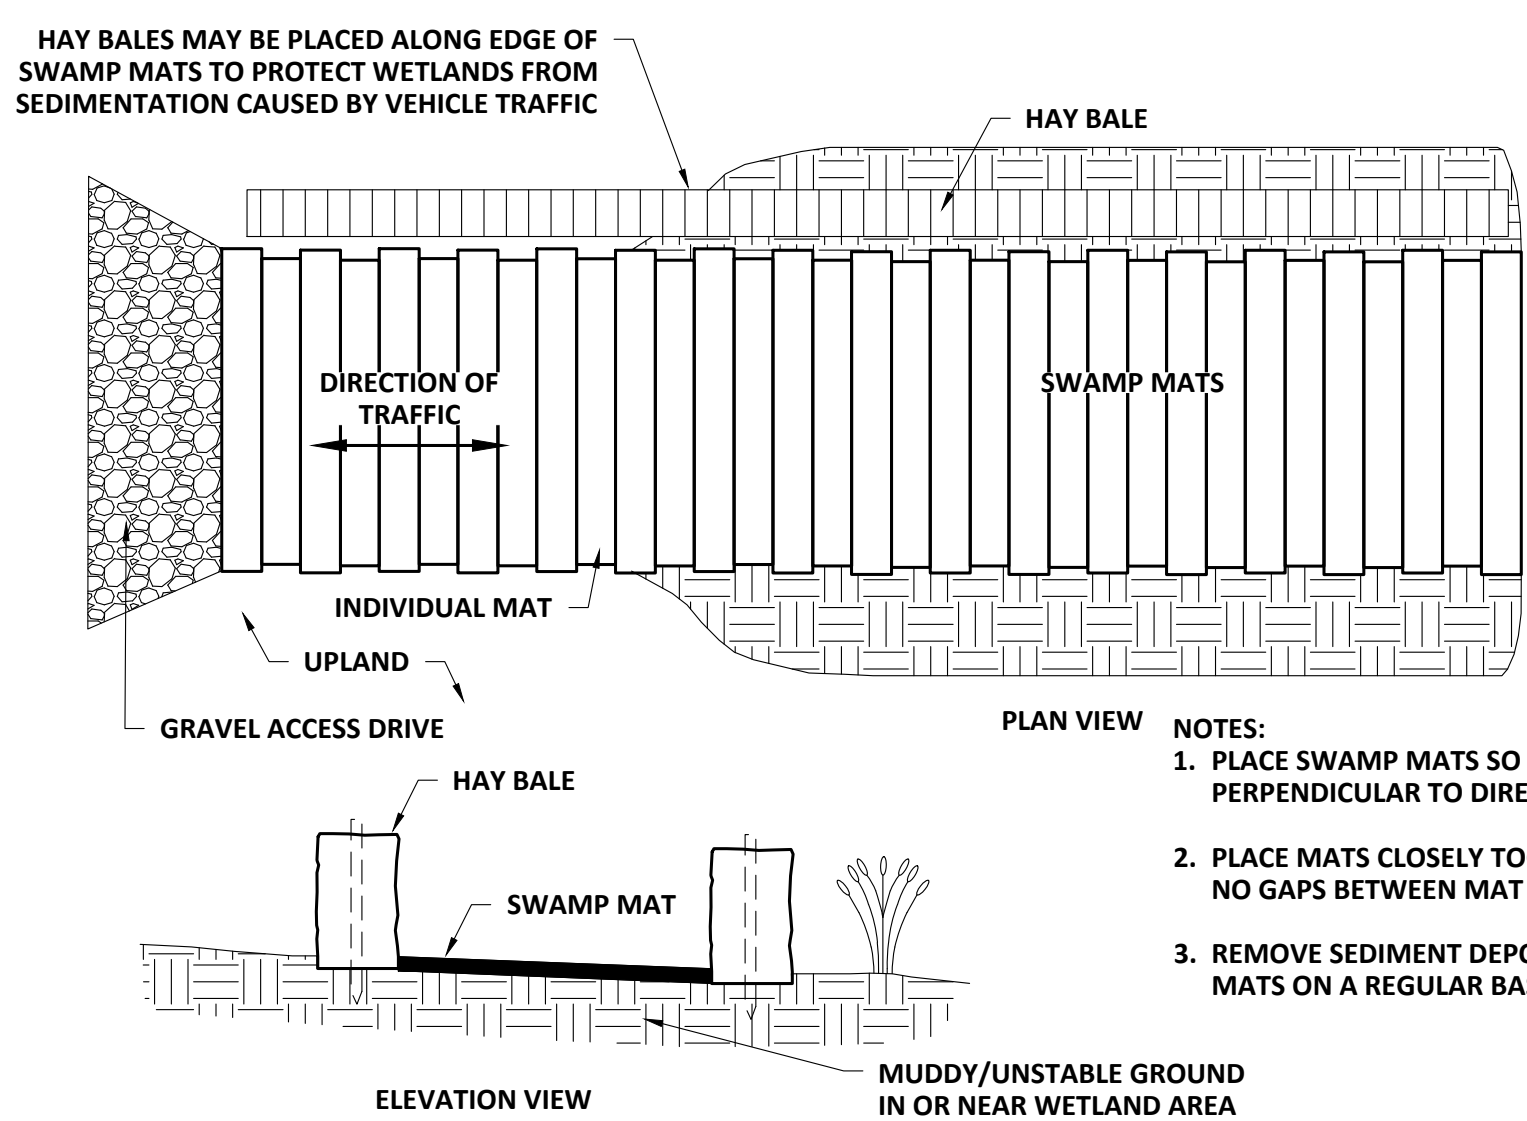 HAY BALES MAY BE PLACED ALONG EDGE OF
SWAMP MATS TO PROTECT WETLANDS FROM
SEDIMENTATION CAUSED BY VEHICLE TRAFFIC
HAY BALE
DIRECTION OF
TRAFFIC
SWAMP MATS
INDIVIDUAL MAT
UPLAND
GRAVEL ACCESS DRIVE
PLAN VIEW
HAY BALE
SWAMP MAT
MUDDY/UNSTABLE GROUND
IN OR NEAR WETLAND AREA
ELEVATION VIEW
NOTES:
1. PLACE SWAMP MATS SO
PERPENDICULAR TO DIRE
2. PLACE MATS CLOSELY TO
NO GAPS BETWEEN MAT
3. REMOVE SEDIMENT DEPO
MATS ON A REGULAR BA